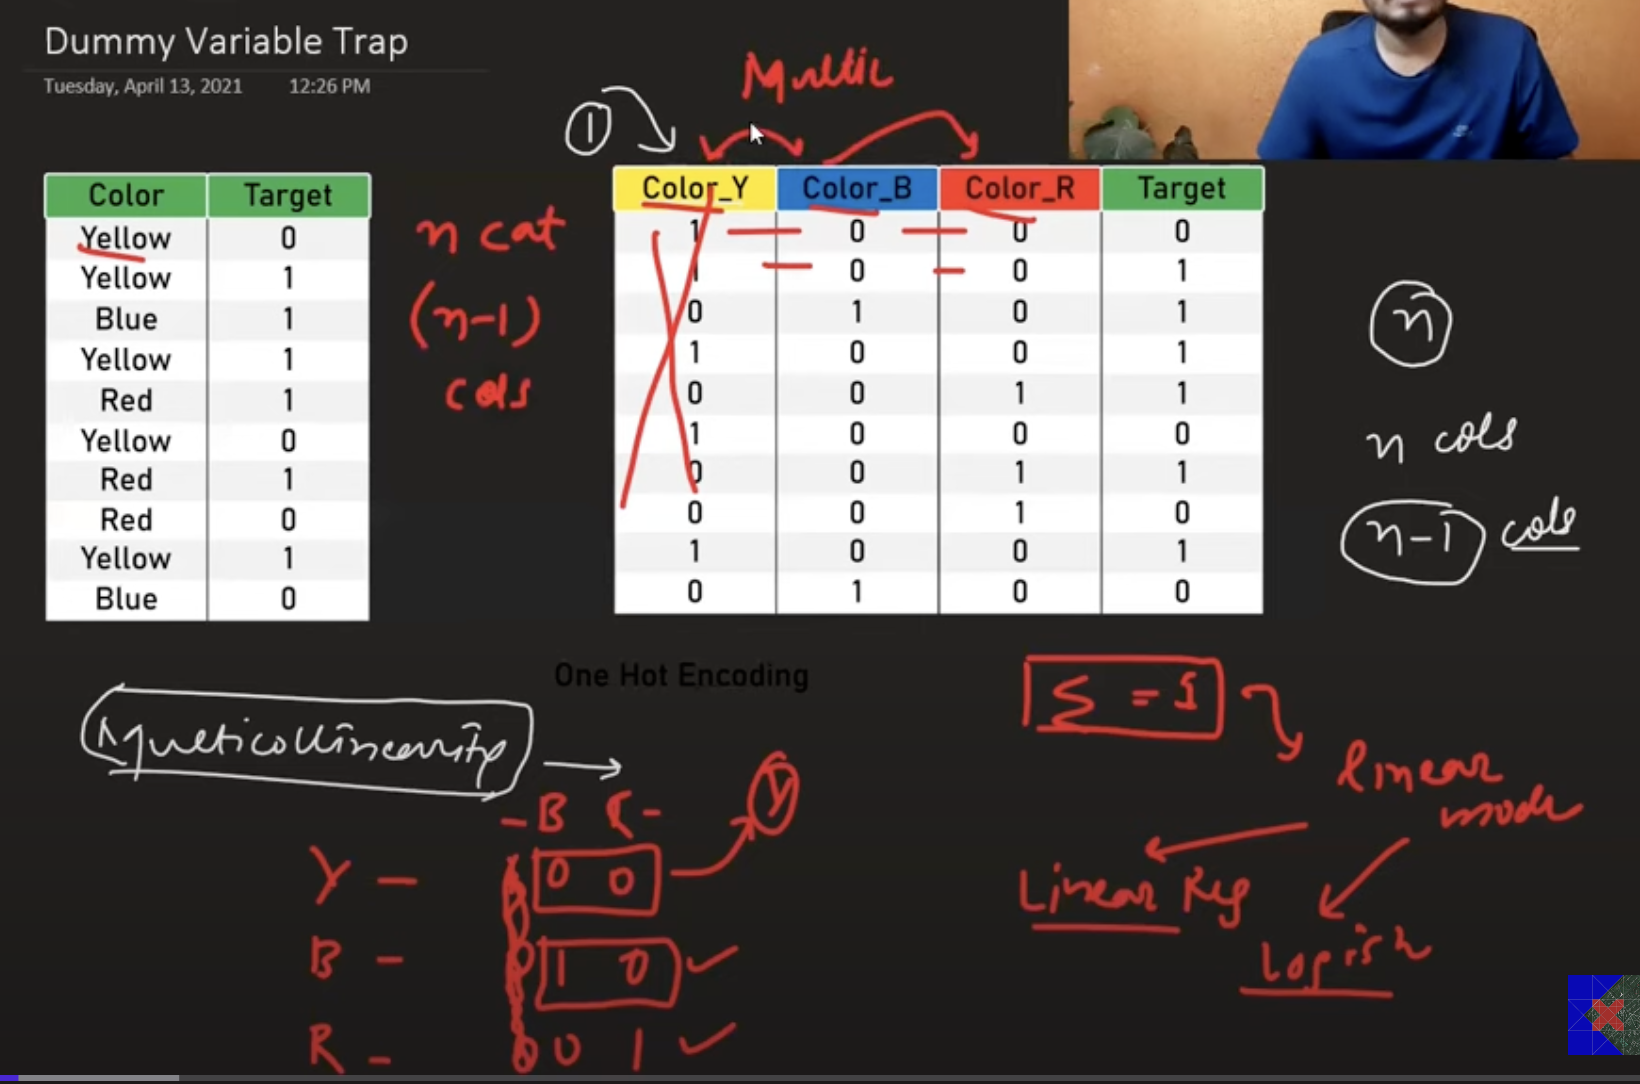 Dummy Variable Trap
Tuesday, April 13, 2021 12:26 PM
Multic
1
Color Target
Yellow 0
Yellow 1
Blue 1
Yellow 1
Red 1
Yellow 0
Red 1
Red 0
Yellow 1
Blue 0
n cat
(n-1)
cols
Color_Y Color_B Color_R Target
1 0 0 0
1 0 0 1
0 1 0 1
1 0 0 1
0 0 1 1
1 0 0 0
0 0 1 1
0 0 1 0
1 0 0 1
0 1 0 0
n
n cols
n-1 cols
One Hot Encoding
Multicollinearity
Σ = 1
linear
mode
Linear Reg
- B R -
Y
Y - 0 0
B - 0 1 0
R - 0 0 1